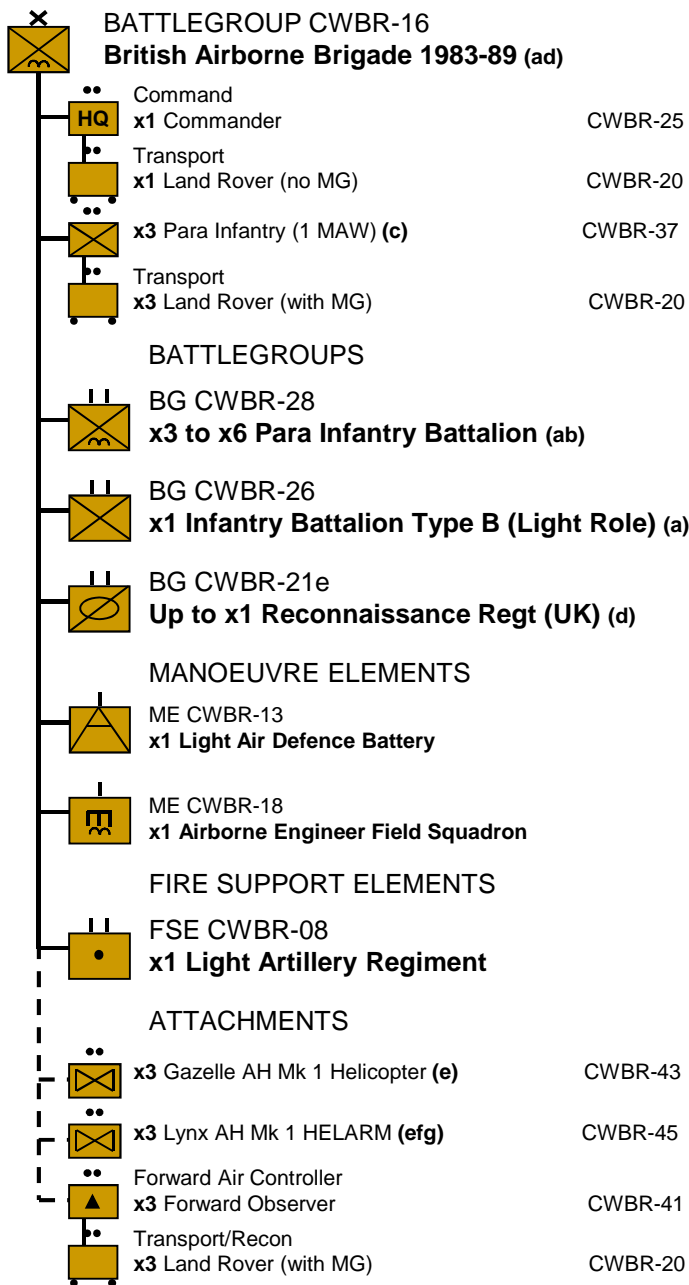 BATTLEGROUP CWBR-16
British Airborne Brigade 1983-89 (ad)
Command
HQ x1 Commander CWBR-25
Transport
x1 Land Rover (no MG) CWBR-20
x3 Para Infantry (1 MAW) (c) CWBR-37
Transport
x3 Land Rover (with MG) CWBR-20
BATTLEGROUPS
BG CWBR-28
x3 to x6 Para Infantry Battalion (ab)
BG CWBR-26
x1 Infantry Battalion Type B (Light Role) (a)
BG CWBR-21e
Up to x1 Reconnaissance Regt (UK) (d)
MANOEUVRE ELEMENTS
ME CWBR-13
x1 Light Air Defence Battery
ME CWBR-18
x1 Airborne Engineer Field Squadron
FIRE SUPPORT ELEMENTS
FSE CWBR-08
x1 Light Artillery Regiment
ATTACHMENTS
x3 Gazelle AH Mk 1 Helicopter (e) CWBR-43
x3 Lynx AH Mk 1 HELARM (efg) CWBR-45
Forward Air Controller
x3 Forward Observer CWBR-41
Transport/Recon
x3 Land Rover (with MG) CWBR-20